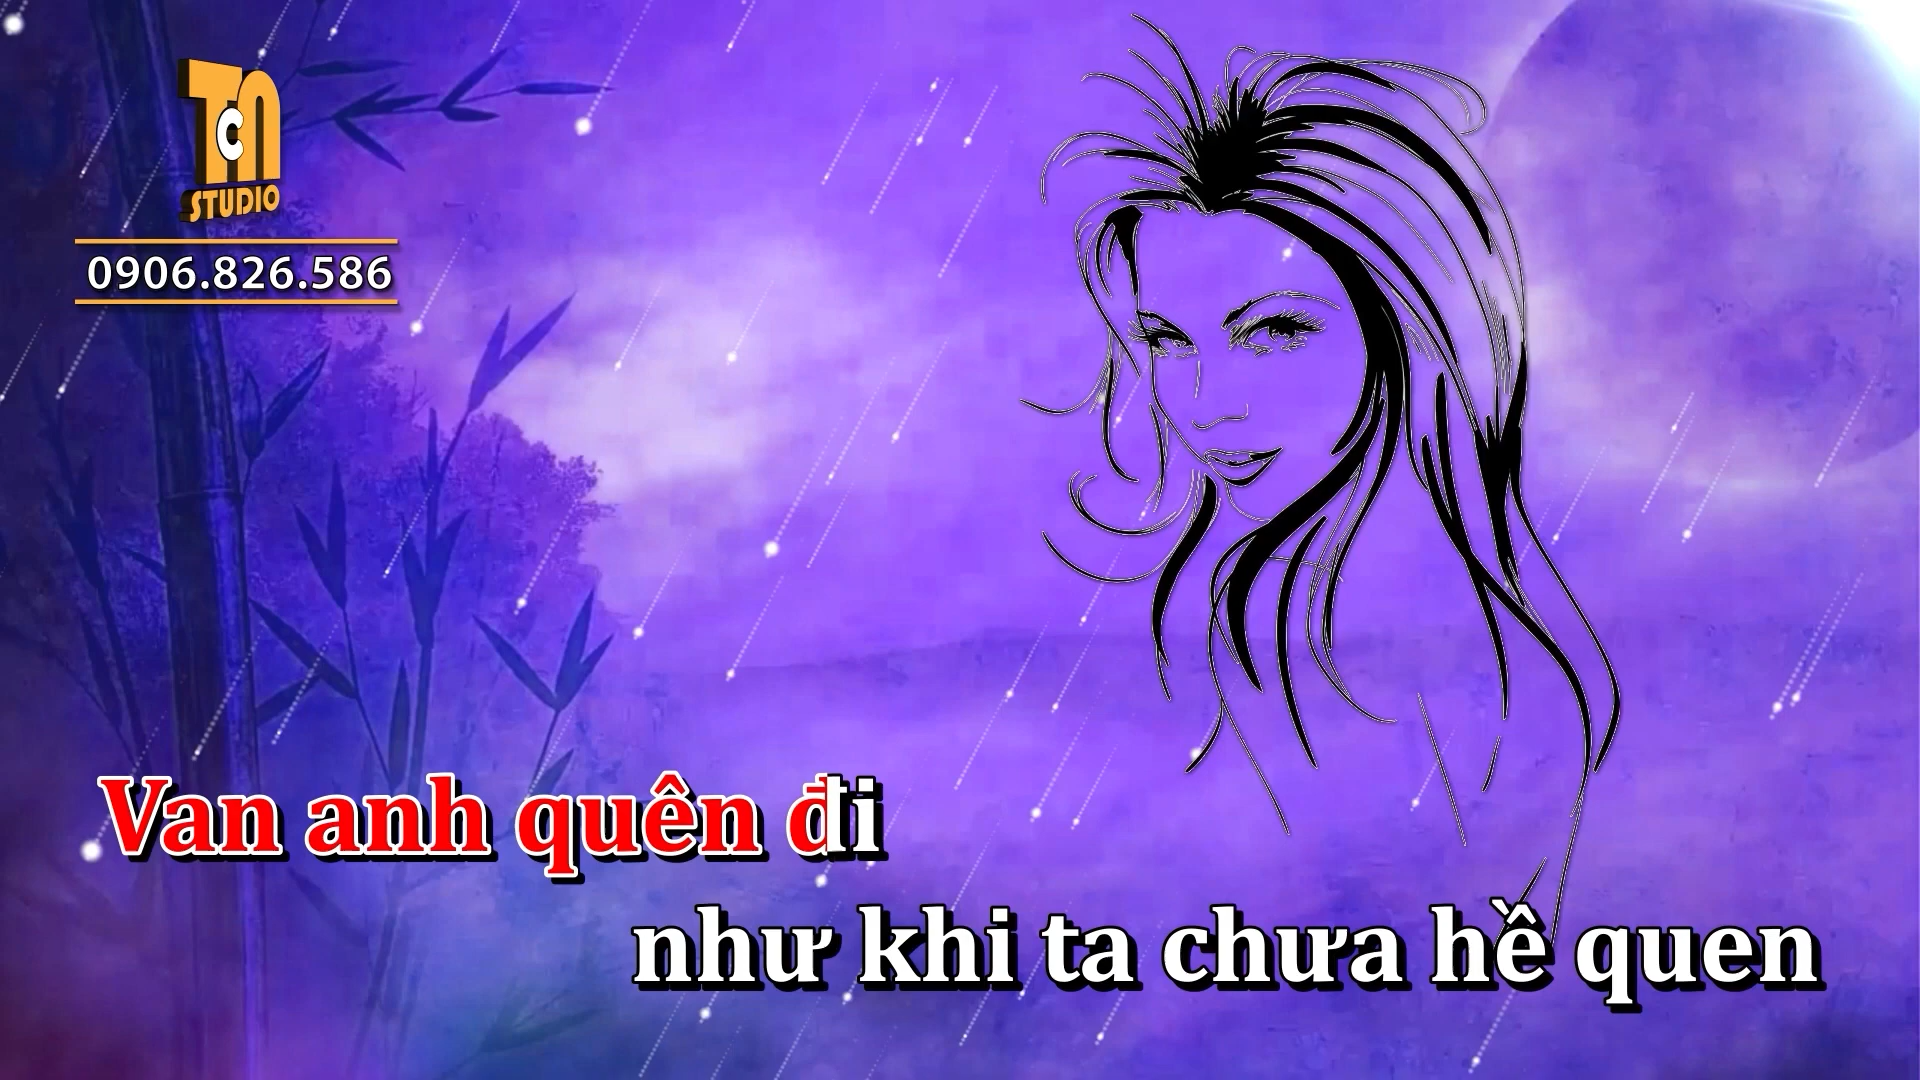 TCN
STUDIO
0906.826.586
Van anh quên đi
như khi ta chưa hề quen